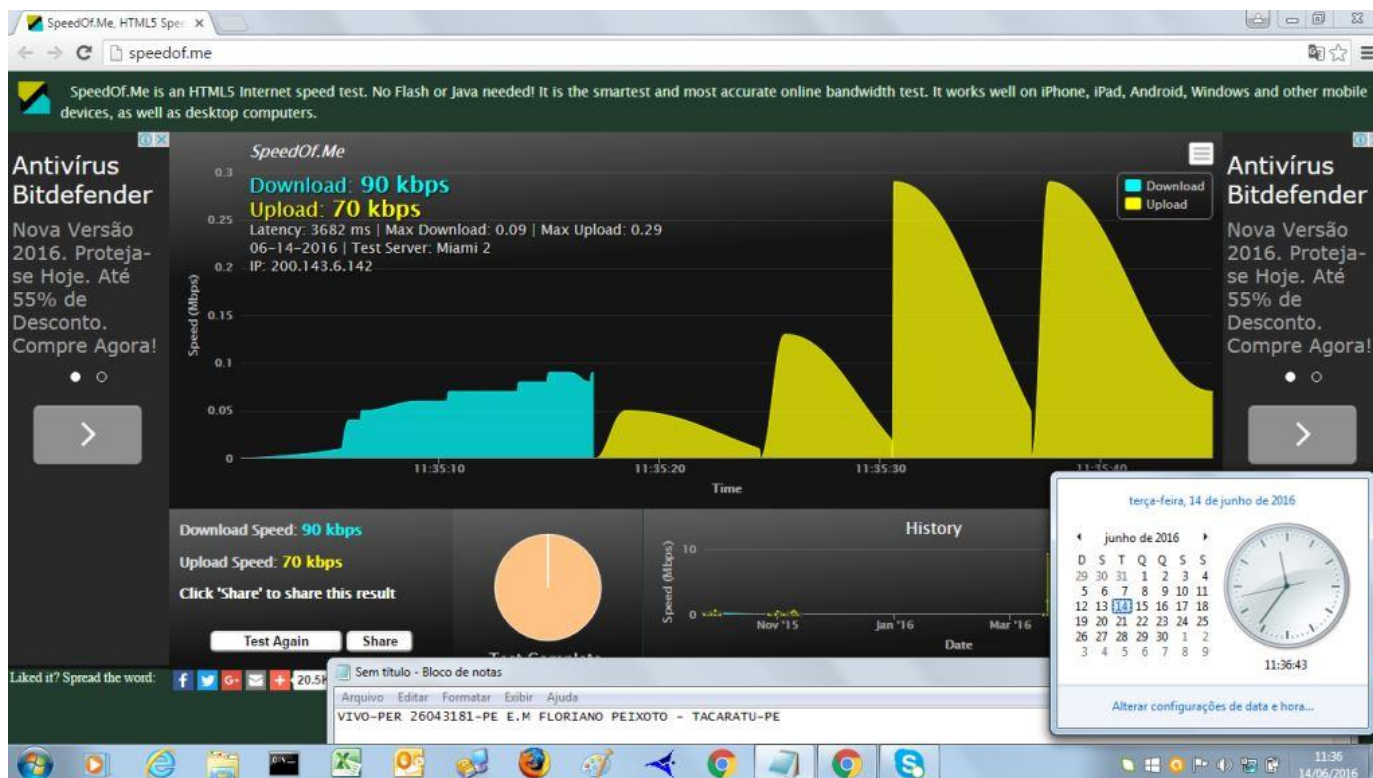 SpeedOf.Me, HTML5 Spe
speedof.me
SpeedOf.Me is an HTML5 Internet speed test. No Flash or Java needed! It is the smartest and most accurate online bandwidth test. It works well on iPhone, iPad, Android, Windows and other mobile
devices, as well as desktop computers.
Antivírus
Bitdefender
Nova Versão
2016. Proteja-
se Hoje. Até
55% de
Desconto.
Compre Agora!
SpeedOf.Me
Download: 90 kbps
Upload: 70 kbps
Latency: 3682 ms | Max Download: 0.09 | Max Upload: 0.29
06-14-2016 | Test Server: Miami 2
IP: 200.143.6.142
Download
Upload
Speed (Mbps)
0.3
0.25
0.2
0.15
0.1
0.05
0
11:35:10 11:35:20 11:35:30 11:35:40
Time
Antivírus
Bitdefender
Nova Versão
2016. Proteja-
se Hoje. Até
55% de
Desconto.
Compre Agora!
Download Speed: 90 kbps
Upload Speed: 70 kbps
Click 'Share' to share this result
Test Again Share
Test Complete
History
Speed (Mbps)
10
0
Nov '15 Jan '16 Mar '16
Date
terça-feira, 14 de junho de 2016
junho de 2016
D S T Q Q S S
29 30 31 1 2 3 4
5 6 7 8 9 10 11
12 13 14 15 16 17 18
19 20 21 22 23 24 25
26 27 28 29 30 1 2
3 4 5 6 7 8 9
11:36:43
Alterar configurações de data e hora...
Liked it? Spread the word:
20.5K
Sem título - Bloco de notas
Arquivo Editar Formatar Exibir Ajuda
VIVO-PER 26043181-PE E.M FLORIANO PEIXOTO - TACARATU-PE
11:36
14/06/2016